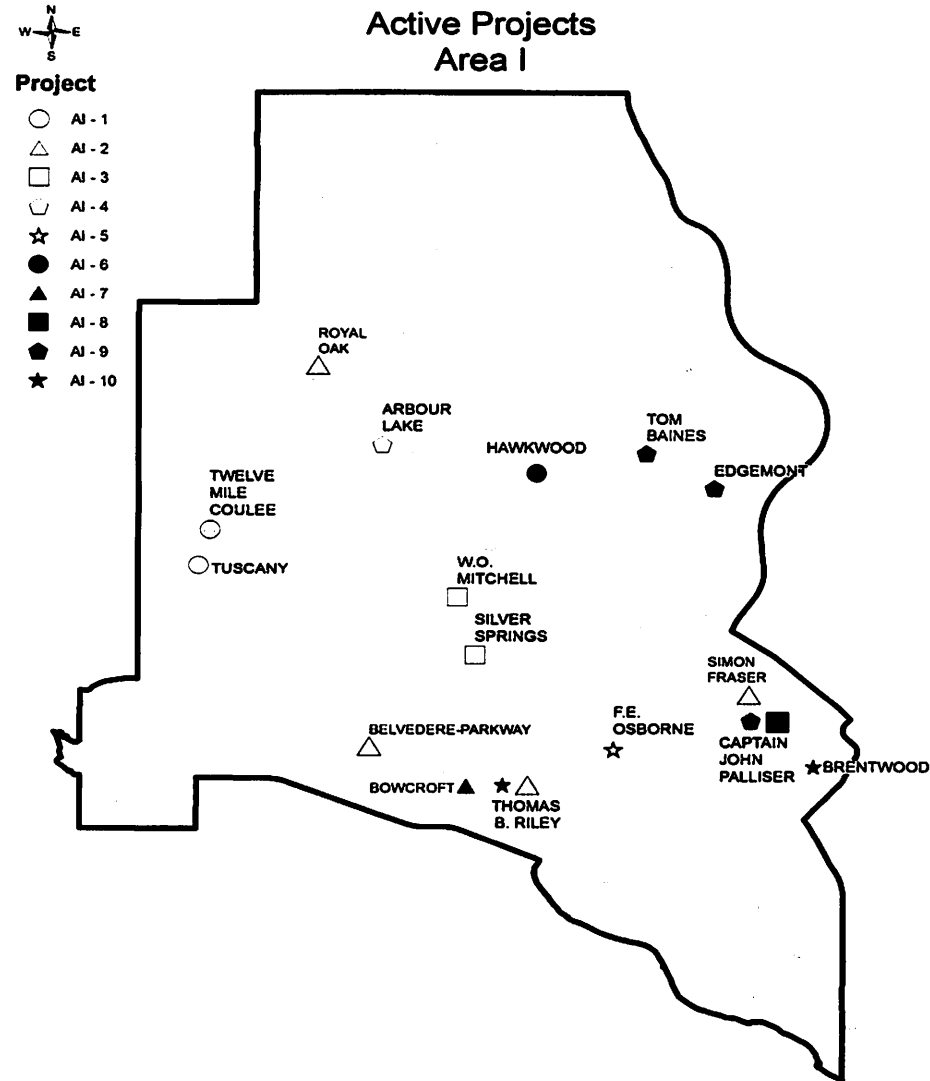 N
W E
S
Active Projects
Area I
Project
AI - 1
AI - 2
AI - 3
AI - 4
AI - 5
AI - 6
AI - 7
AI - 8
AI - 9
AI - 10
ROYAL
OAK
ARBOUR
LAKE
HAWKWOOD
TOM
BAINES
EDGEMONT
TWELVE
MILE
COULEE
TUSCANY
W.O.
MITCHELL
SILVER
SPRINGS
SIMON
FRASER
F.E.
OSBORNE
BELVEDERE-PARKWAY
CAPTAIN
JOHN
PALLISER
BRENTWOOD
BOWCROFT
THOMAS
B. RILEY